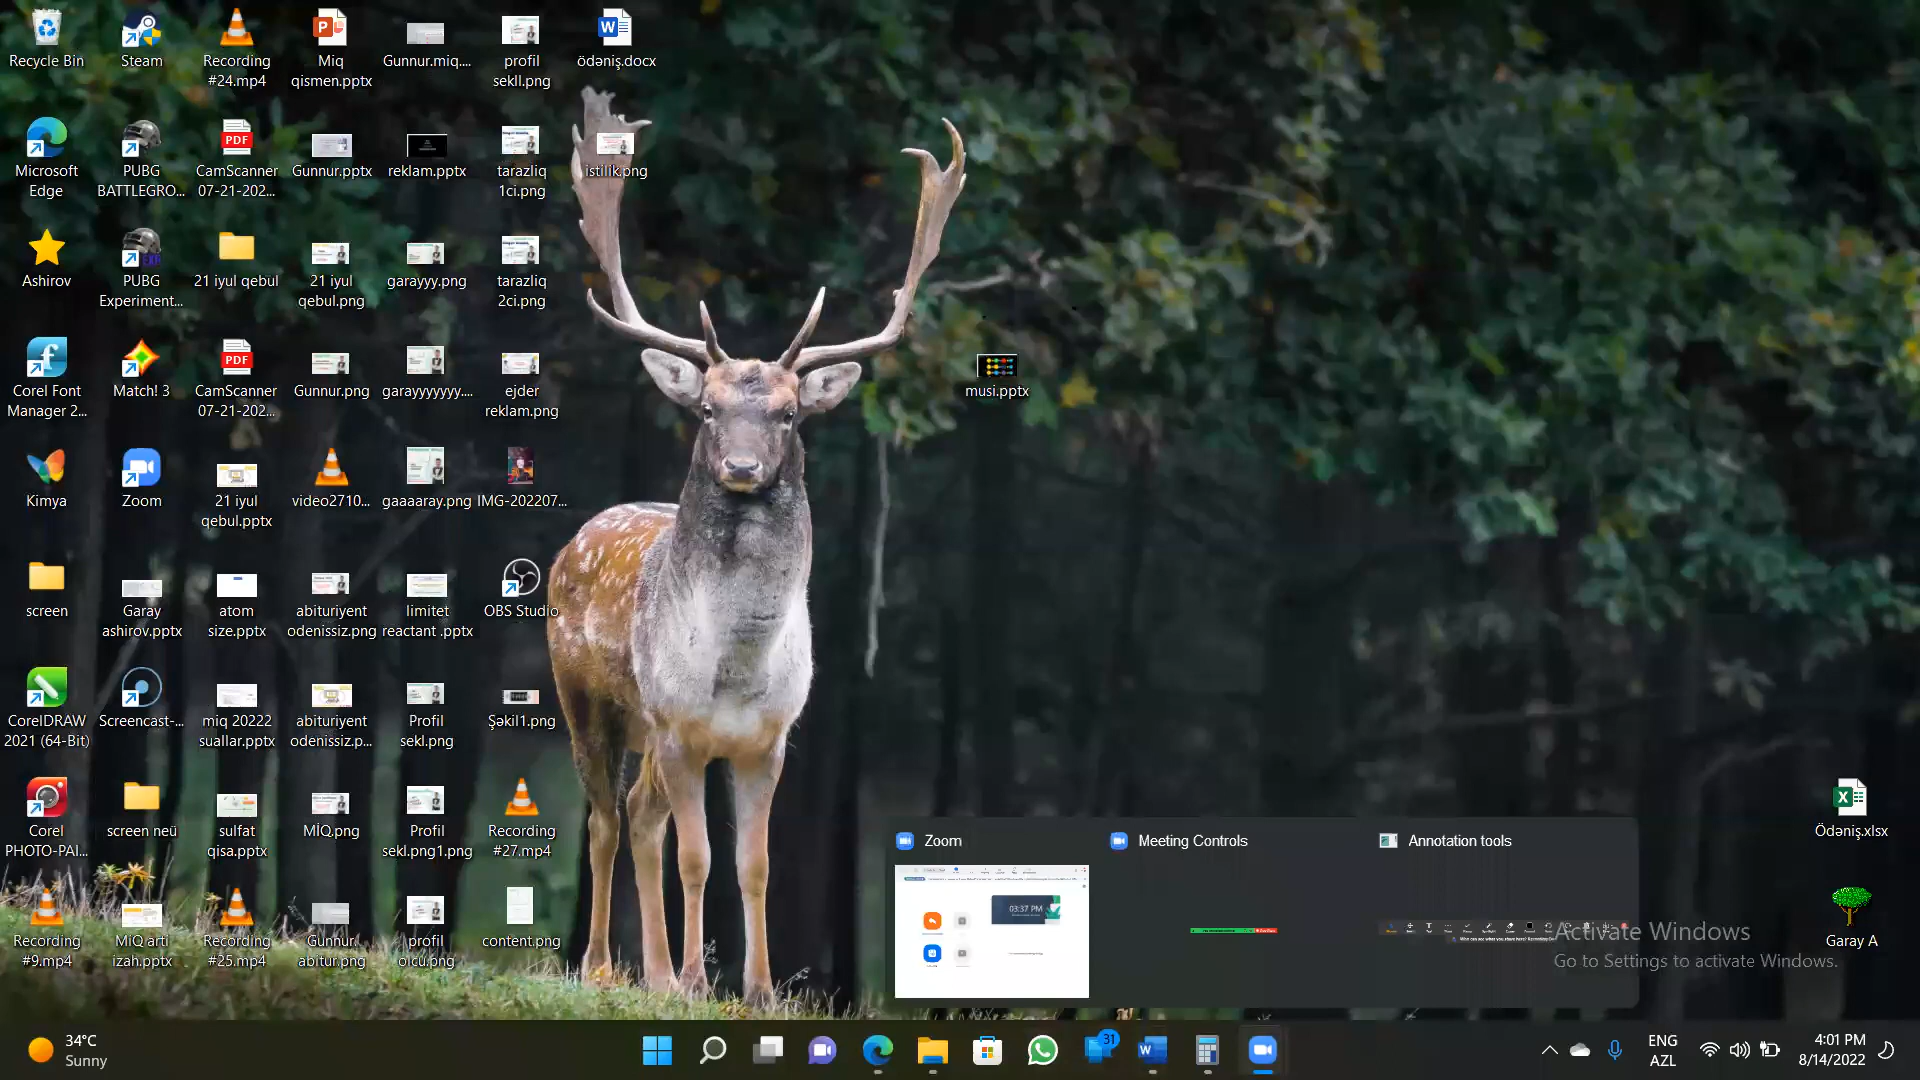 Recycle Bin
Steam
Recording
#24.mp4
Miq
qismen.pptx
Gunnur.miq....
profil
sekll.png
ödəniş.docx
Microsoft
Edge
PUBG
BATTLEGRO...
CamScanner
07-21-202...
Gunnur.pptx
reklam.pptx
tarazliq
1ci.png
istilik.png
Ashirov
PUBG
Experiment...
21 iyul qebul
21 iyul
qebul.png
garayyy.png
tarazliq
2ci.png
Corel Font
Manager 2...
Match! 3
CamScanner
07-21-202...
Gunnur.png
garayyyyyyy....
ejder
reklam.png
musi.pptx
Kimya
Zoom
21 iyul
qebul.pptx
video2710...
gaaaaray.png
IMG-202207...
screen
Garay
ashirov.pptx
atom
size.pptx
abituriyent
odenissiz.png
limitet
reactant .pptx
OBS Studio
CorelDRAW
2021 (64-Bit)
Screencast-...
miq 20222
suallar.pptx
abituriyent
odenissiz.p...
Profil
sekl.png
Şəkil1.png
Corel
PHOTO-PAI...
screen neü
sulfat
qisa.pptx
MİQ.png
Profil
sekl.png1.png
Recording
#27.mp4
Ödəniş.xlsx
Recording
#9.mp4
MiQ arti
izah.pptx
Recording
#25.mp4
Gunnur.
abitur.png
profil
olcu.png
content.png
Garay A
Zoom
Meeting Controls
Annotation tools
03:37 PM
Activate Windows
Go to Settings to activate Windows.
34°C
Sunny
31
ENG
AZL
4:01 PM
8/14/2022